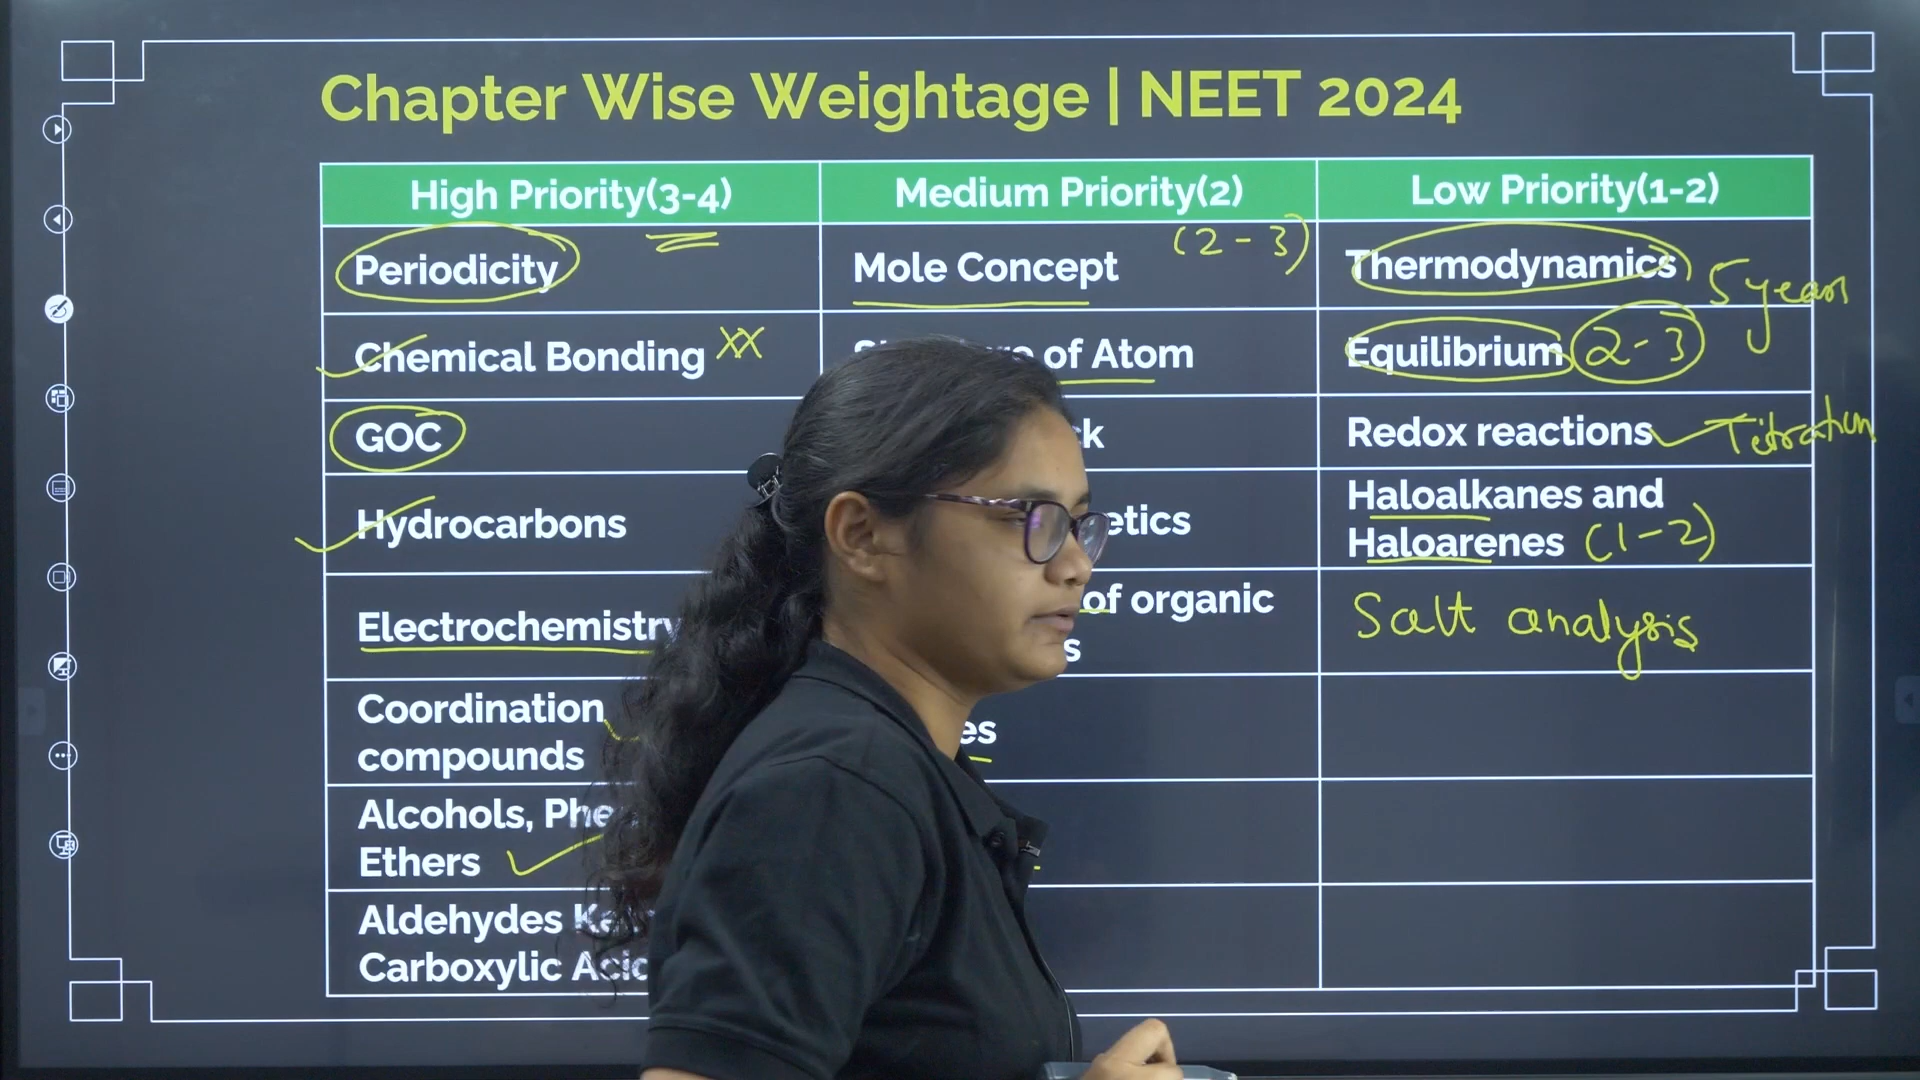 Chapter Wise Weightage | NEET 2024
High Priority(3-4)
Medium Priority(2)
Low Priority(1-2)
Periodicity
Mole Concept
(2-3)
Thermodynamics
5 years
Chemical Bonding XX
of Atom
Equilibrium
2-3
GOC
Redox reactions
Titration
Hydrocarbons
Haloalkanes and
Haloarenes (1-2)
Electrochemistry
of organic
Salt analysis
Coordination
compounds
Alcohols,
Ethers
Aldehydes
Carboxylic